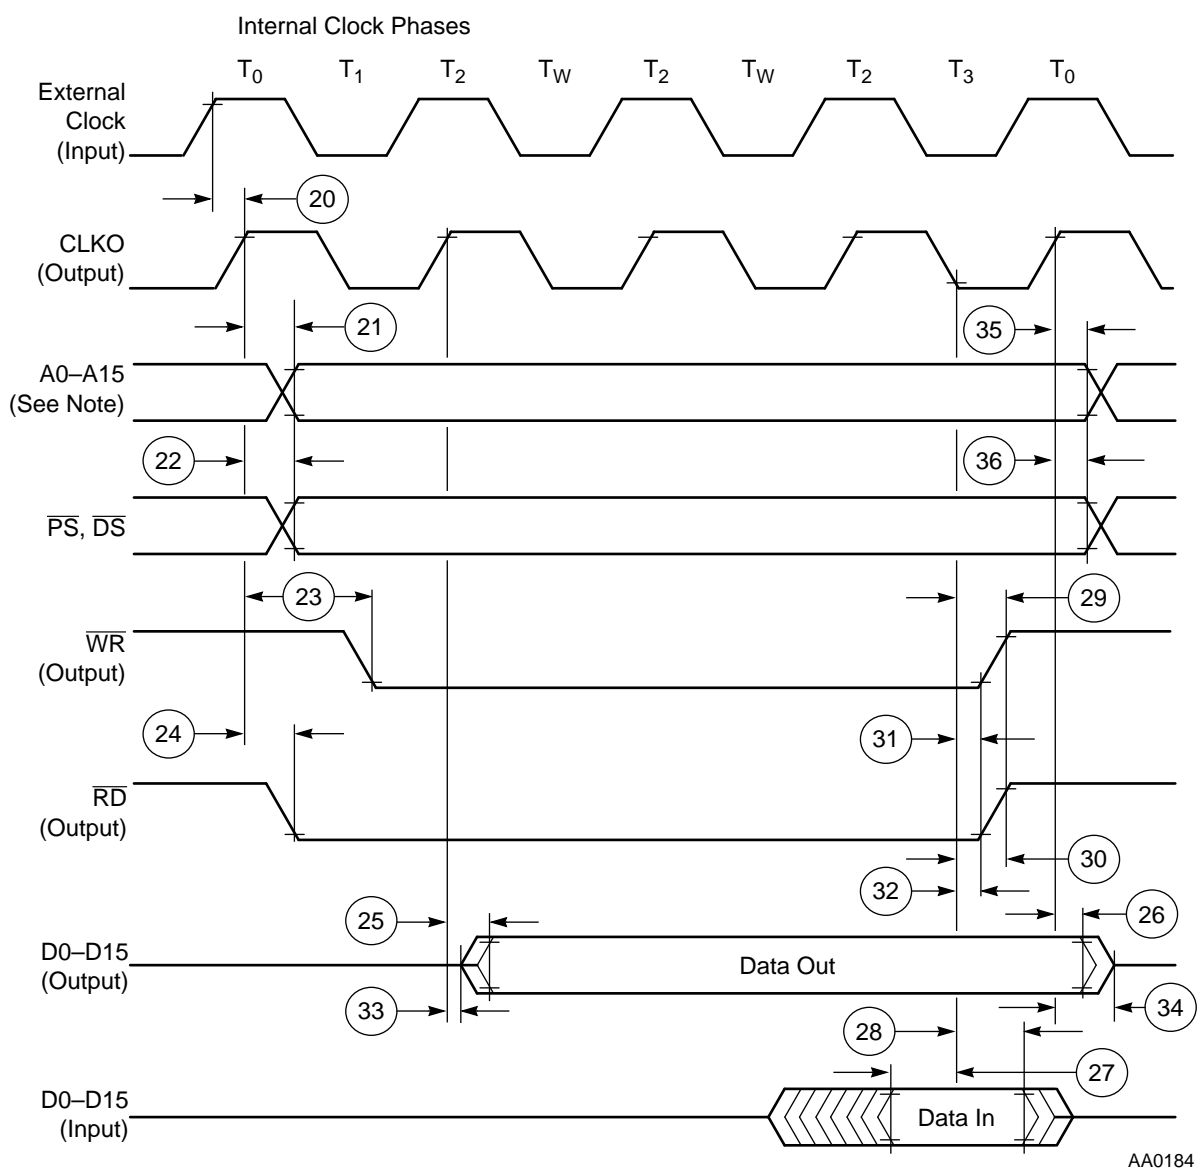 Internal Clock Phases
T0 T1 T2 TW T2 TW T2 T3 T0
External
Clock
(Input)
20
CLKO
(Output)
21
35
A0–A15
(See Note)
22
36
PS, DS
23
29
WR
(Output)
24
31
RD
(Output)
30
32
25
26
D0–D15
(Output)
Data Out
33
34
28
27
D0–D15
(Input)
Data In
AA0184